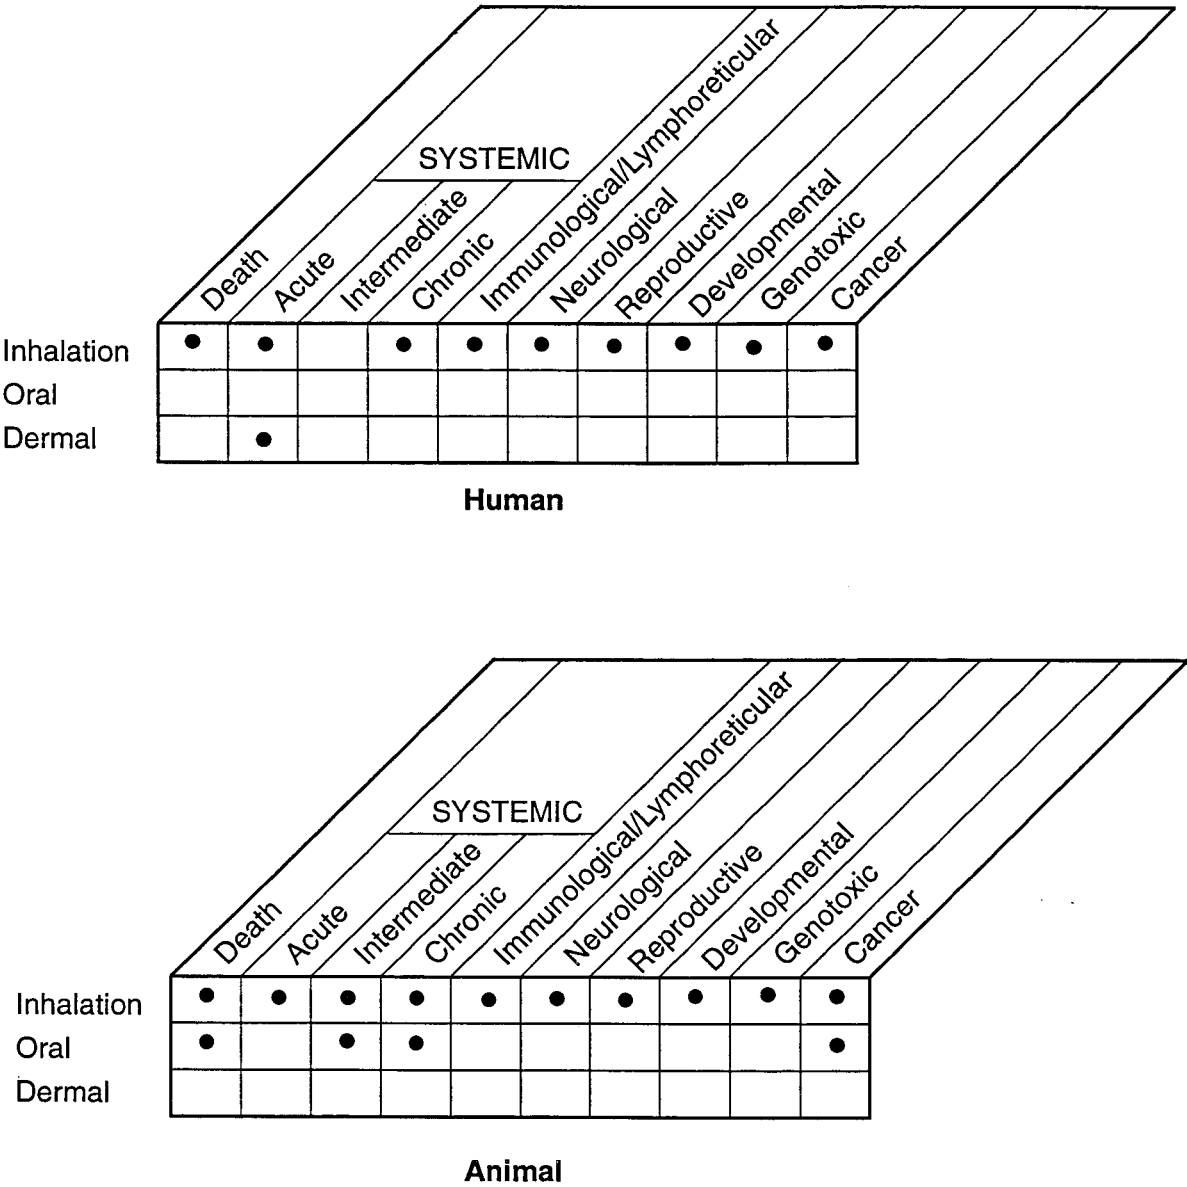 SYSTEMIC
Death
Acute
Intermediate
Chronic
Immunological/Lymphoreticular
Neurological
Reproductive
Developmental
Genotoxic
Cancer
Inhalation
Oral
Dermal
Human
SYSTEMIC
Death
Acute
Intermediate
Chronic
Immunological/Lymphoreticular
Neurological
Reproductive
Developmental
Genotoxic
Cancer
Inhalation
Oral
Dermal
Animal